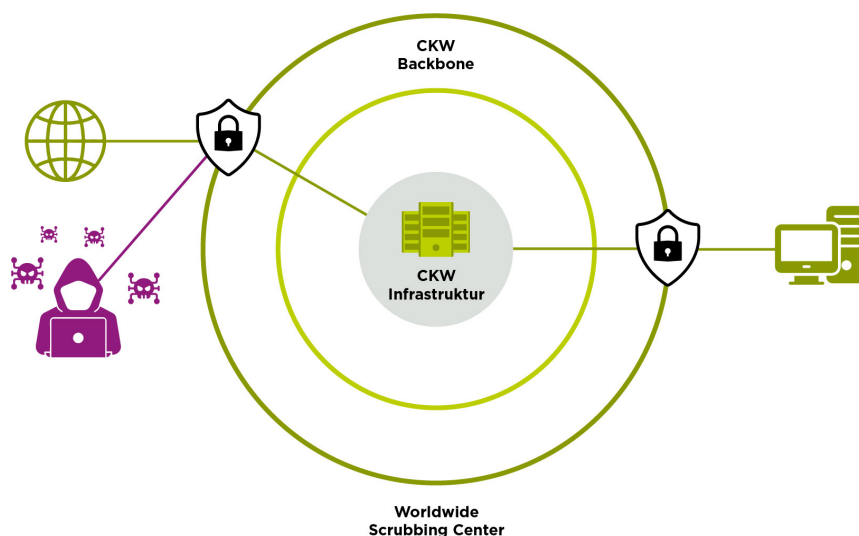 CKW
Backbone
CKW
Infrastruktur
Worldwide
Scrubbing Center